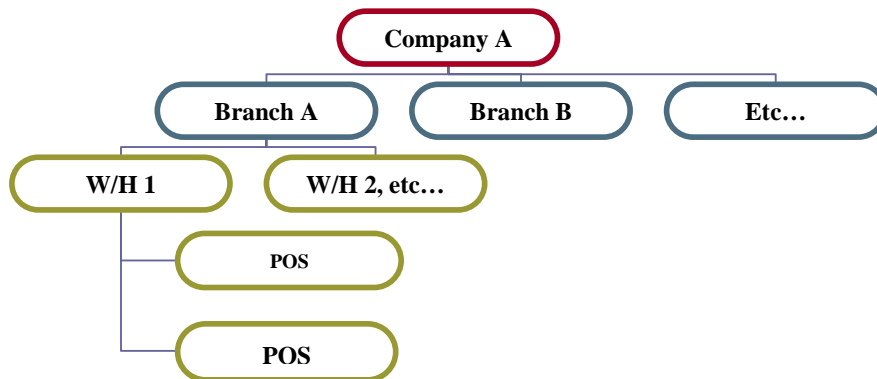 Company A
Branch A
Branch B
Etc…
W/H 1
W/H 2, etc…
POS
POS